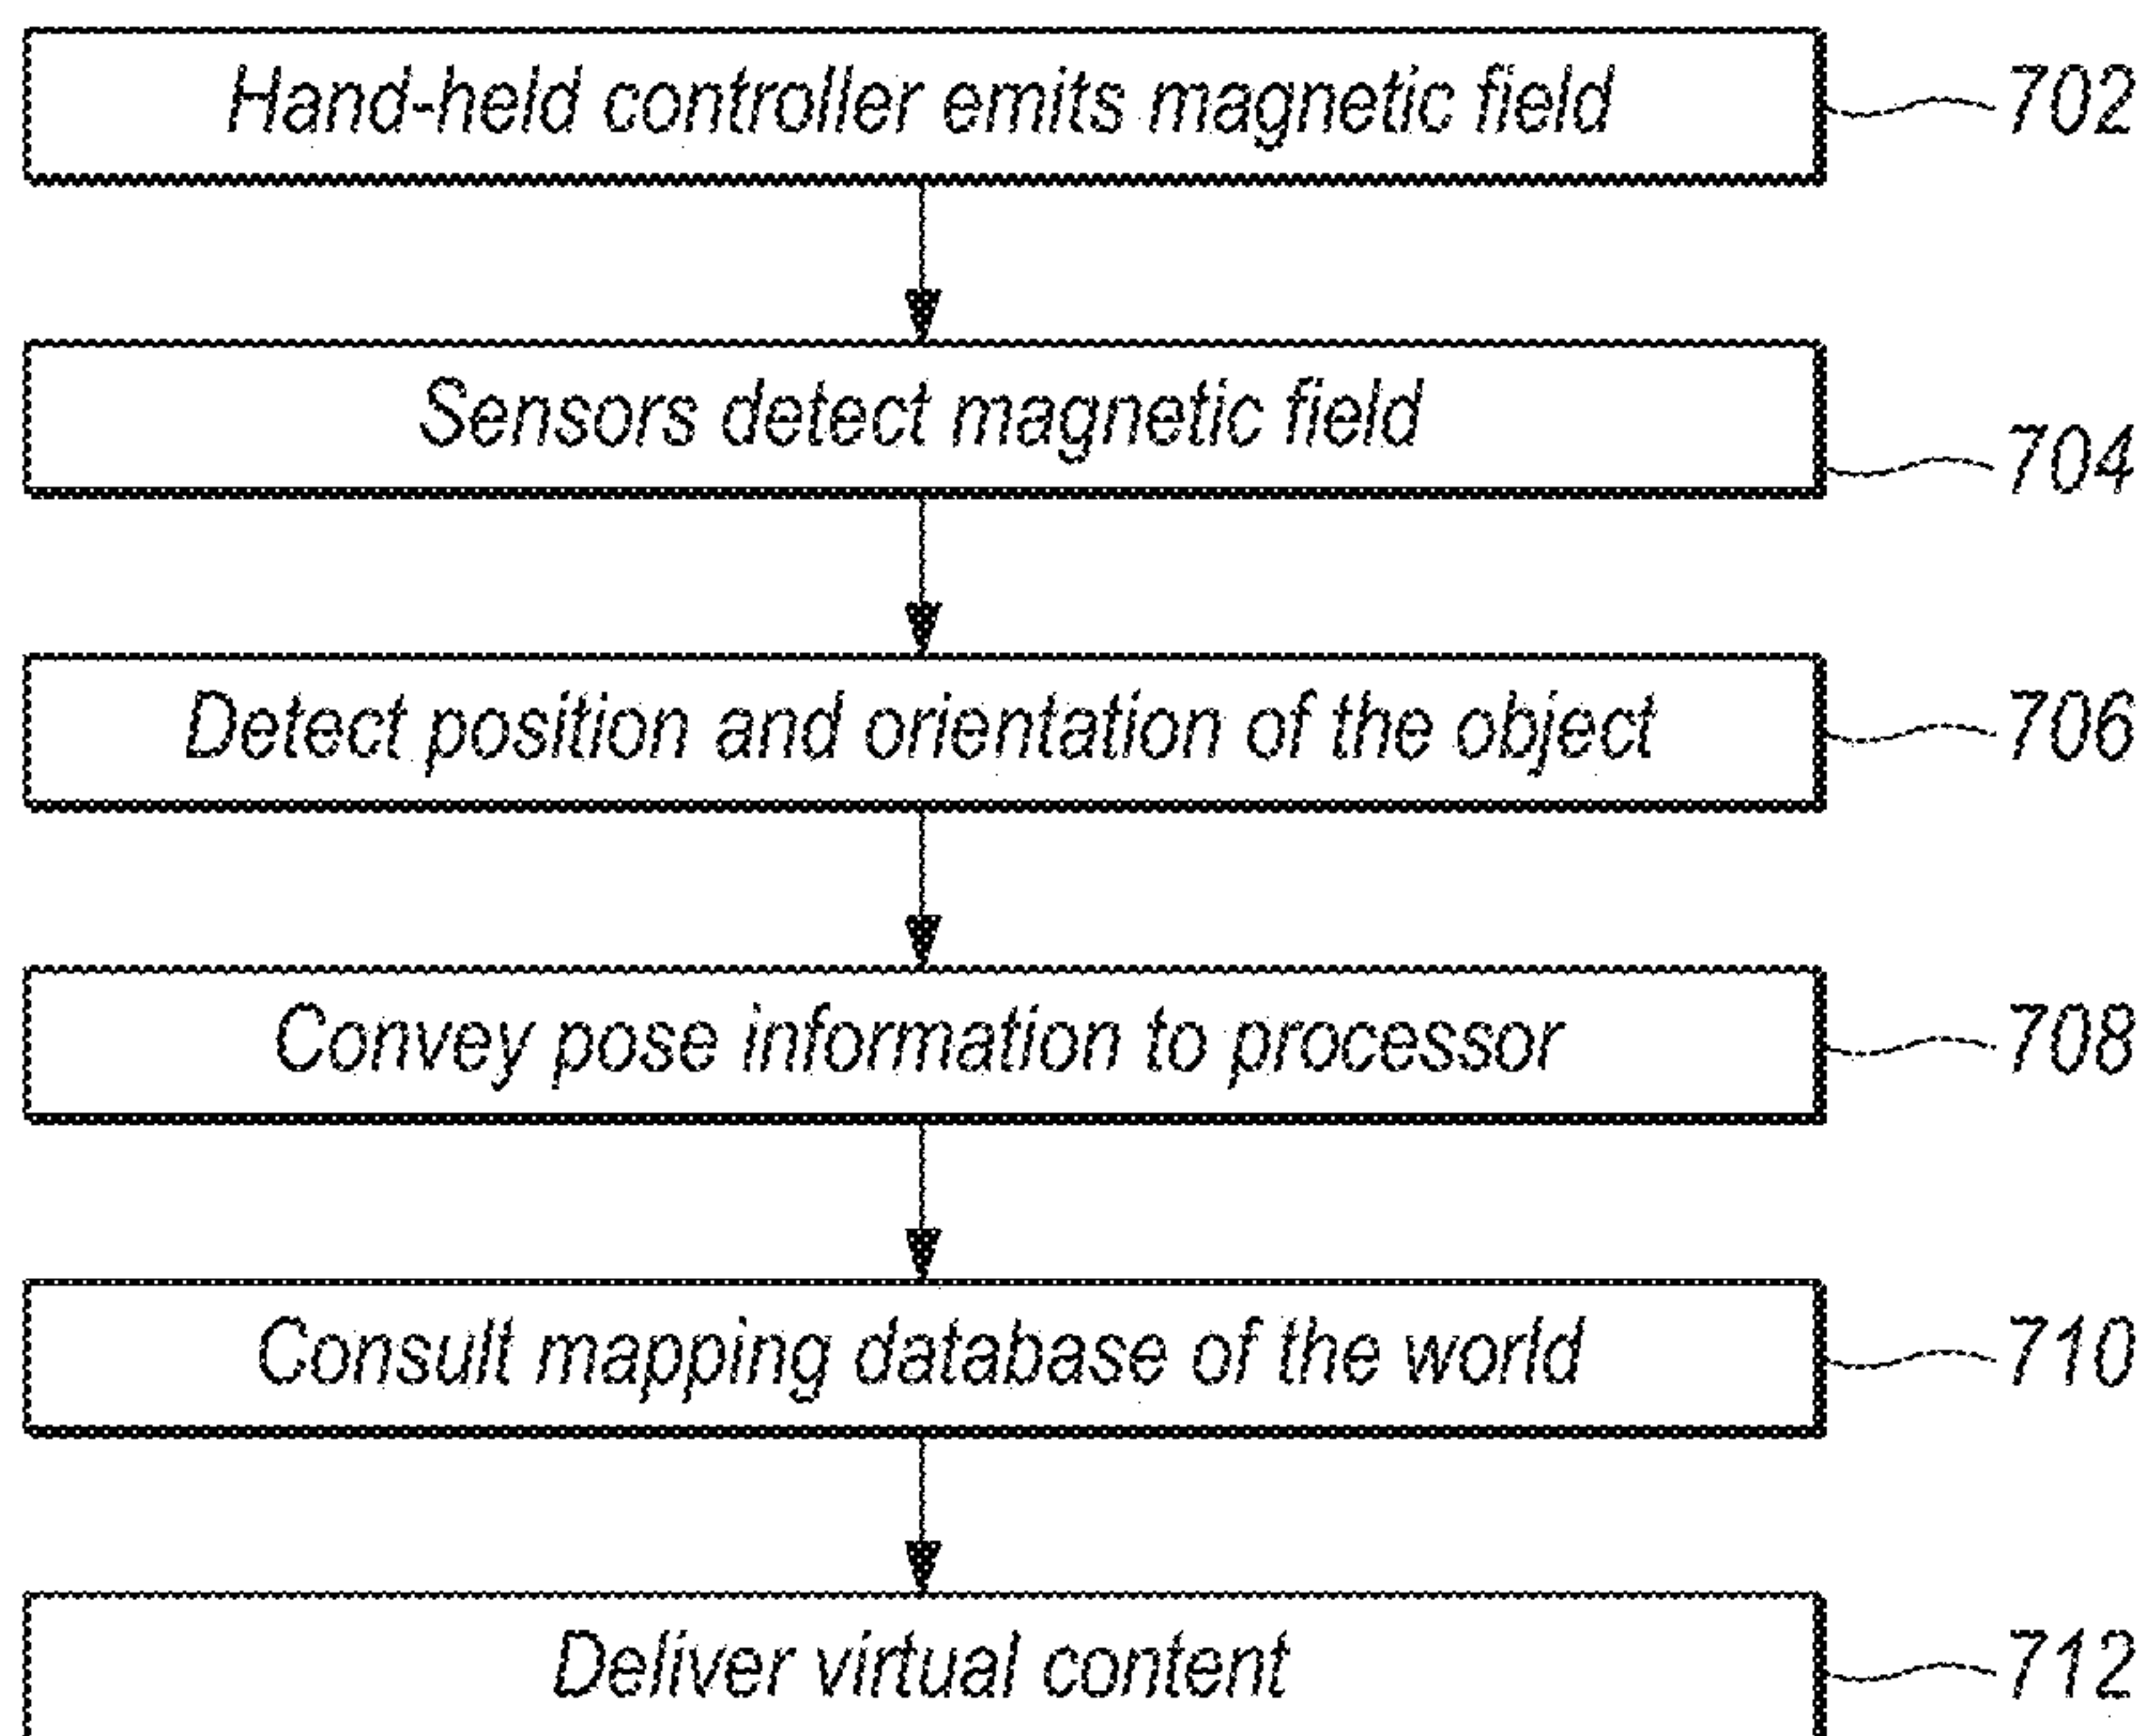 Hand-held controller emits magnetic field 702
Sensors detect magnetic field 704
Detect position and orientation of the object 706
Convey pose information to processor 708
Consult mapping database of the world 710
Deliver virtual content 712